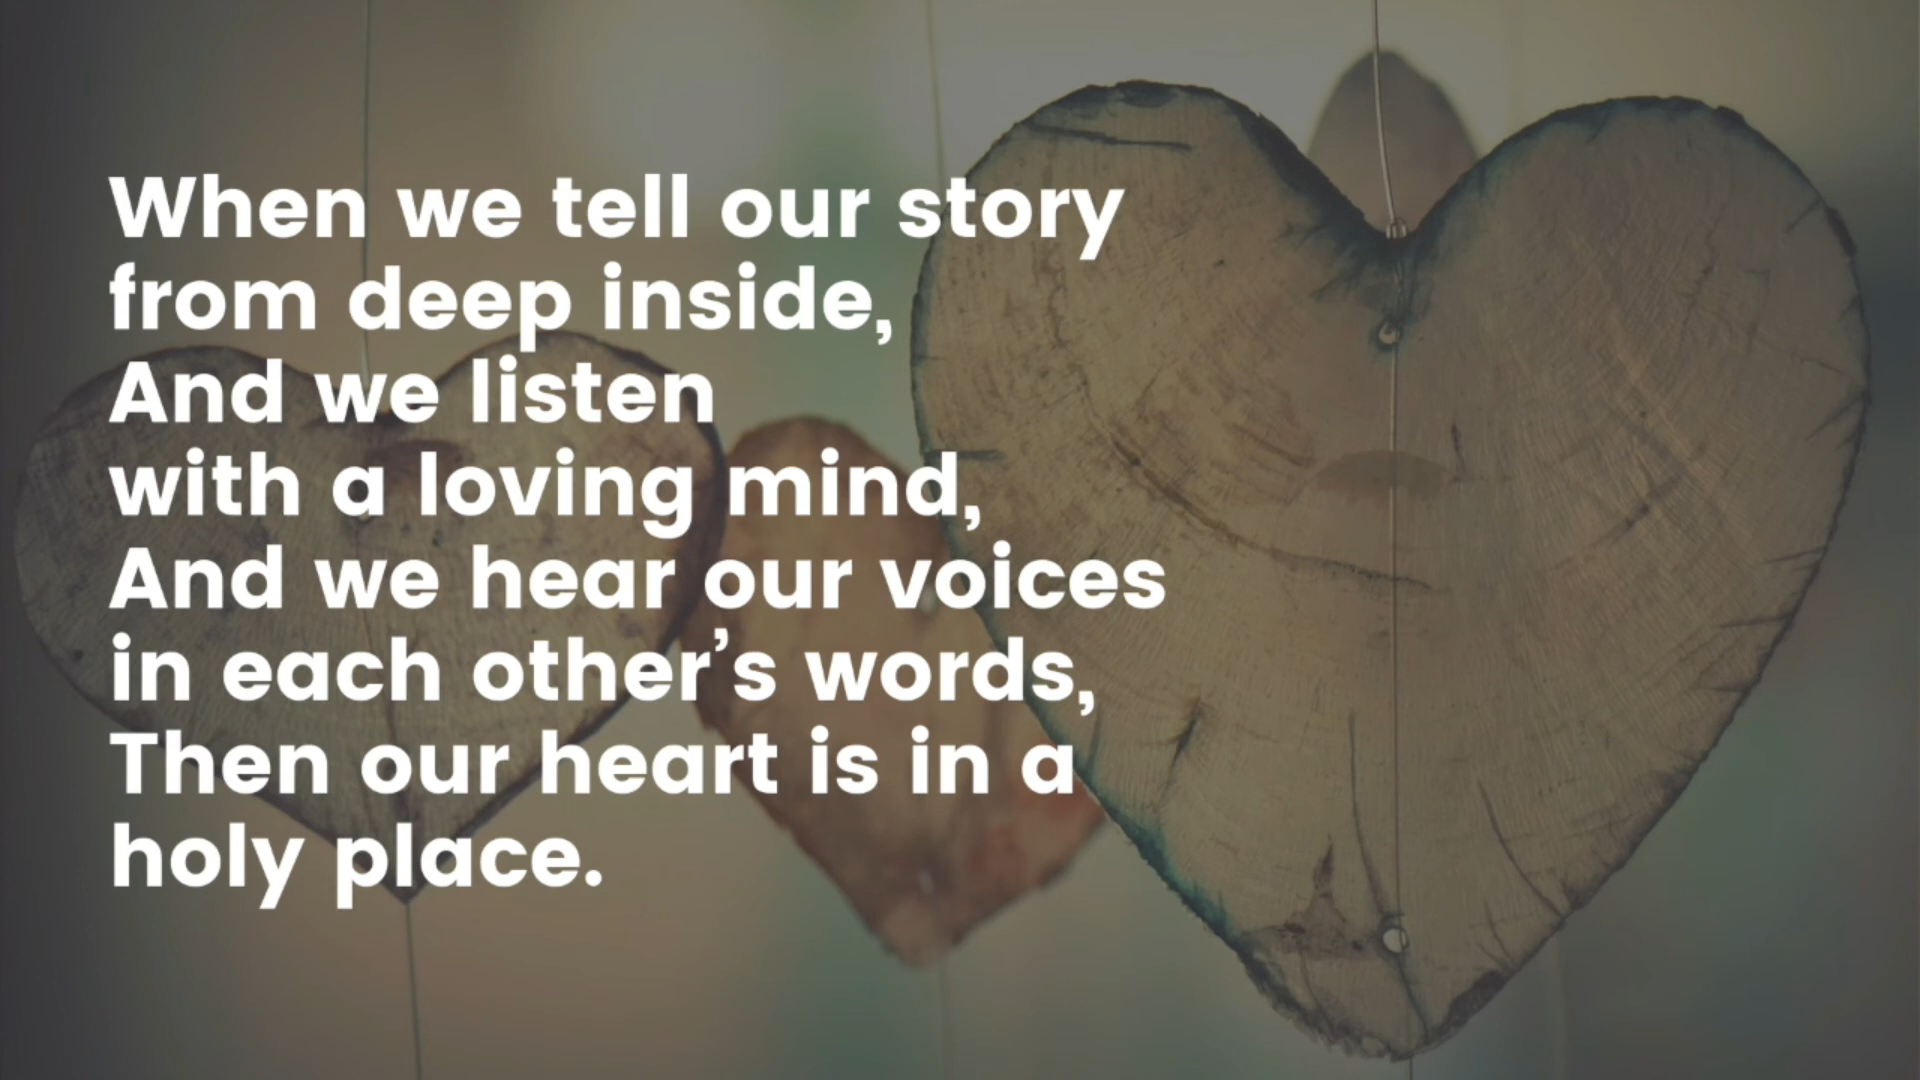 When we tell our story
from deep inside,
And we listen
with a loving mind,
And we hear our voices
in each other’s words,
Then our heart is in a
holy place.